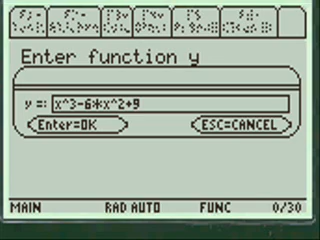 Enter function y
y = x^3-6*x^2+9
Enter=OK ESC=CANCEL
MAIN RAD AUTO FUNC 0/30